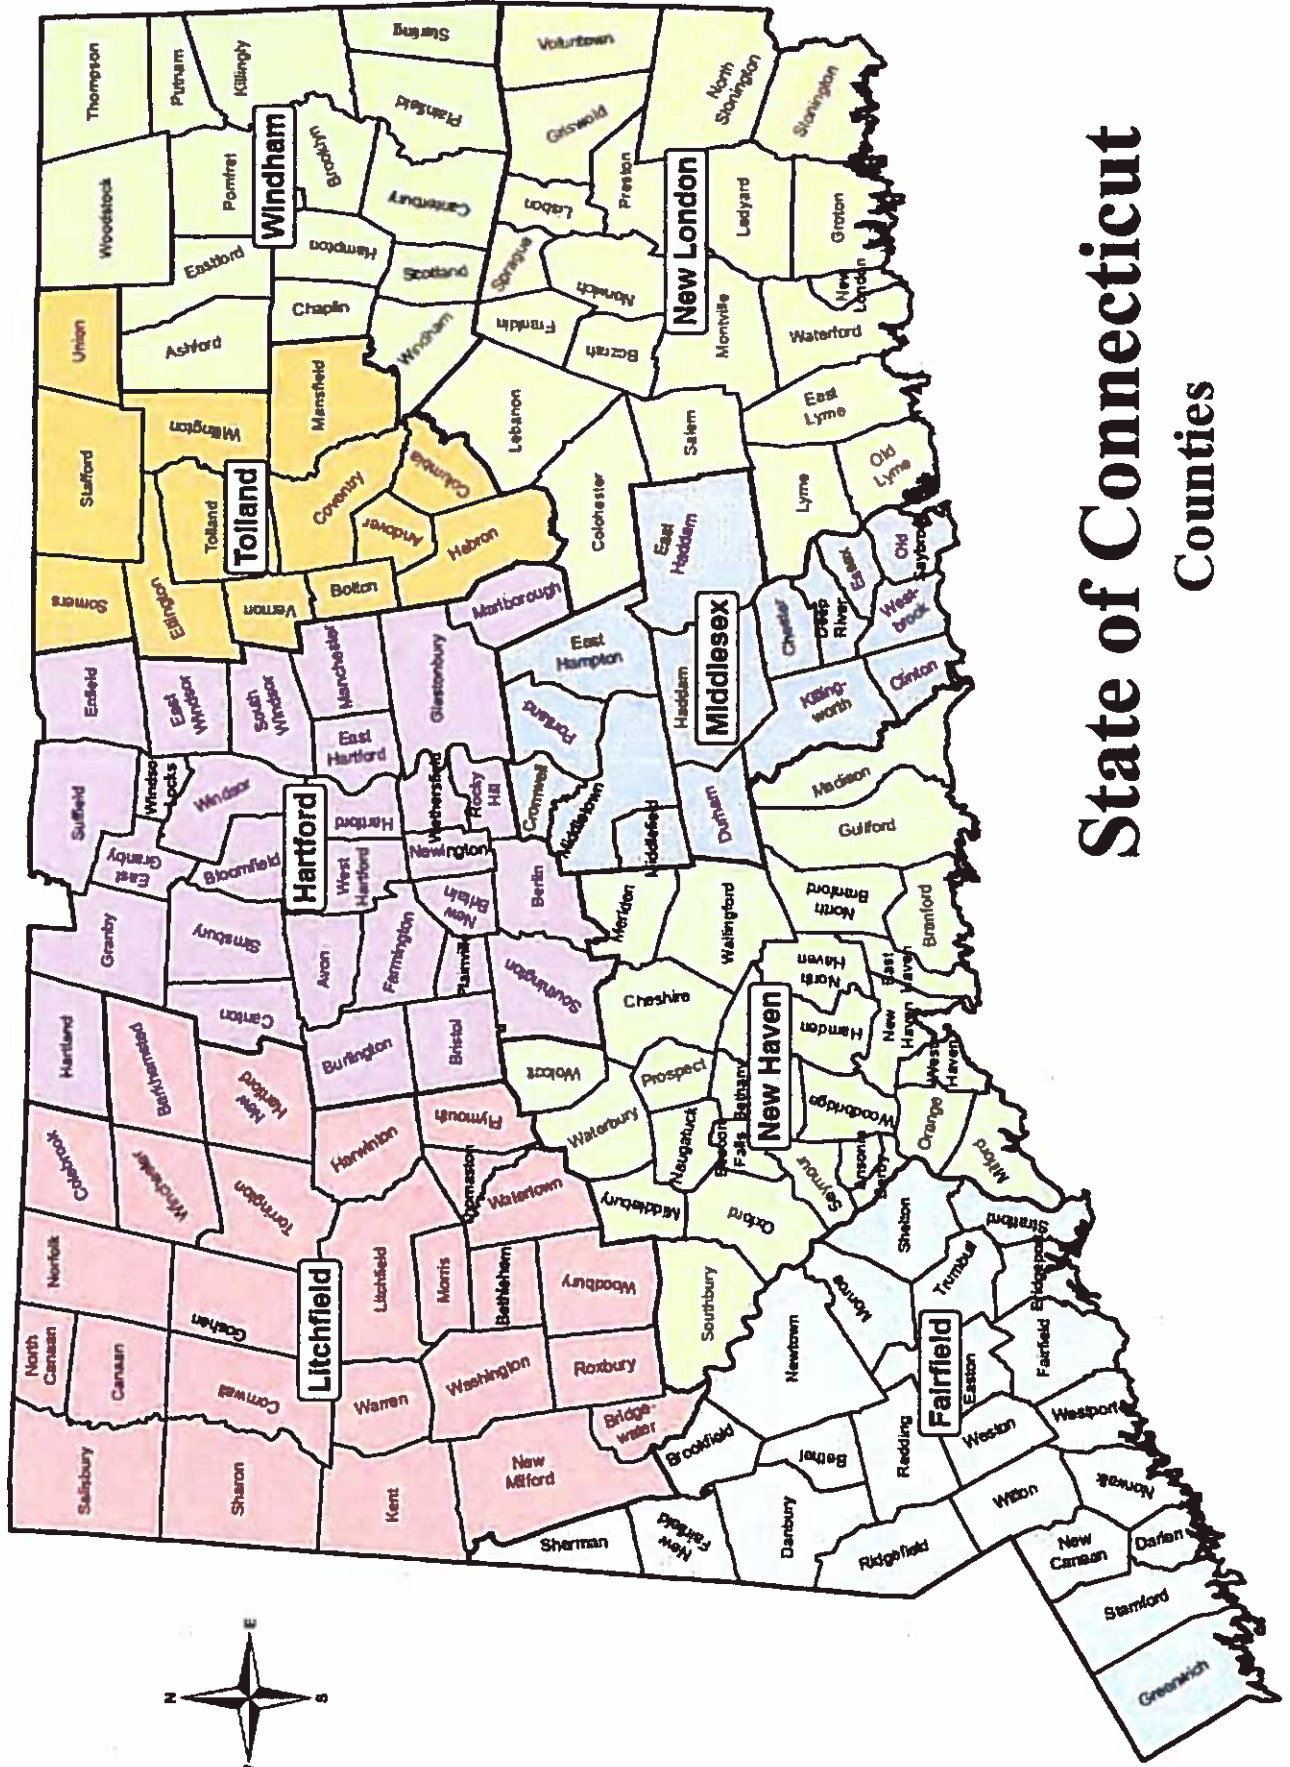 State of Connecticut
Counties
N
E
S
Litchfield
Hartford
Tolland
Windham
Fairfield
New Haven
Middlesex
New London
Salisbury
North
Canaan
Canaan
Norfolk
Colebrook
Hartland
Barkhamsted
Winchester
Sharon
Cornwall
Goshen
Torrington
New
Hartford
Kent
Warren
Litchfield
Harwinton
Plymouth
Thomaston
Watertown
Morris
Bethlehem
Woodbury
Washington
Roxbury
Bridge-
water
New
Milford
Granby
East
Granby
Suffield
Enfield
Windsor
Locks
East
Windsor
Windsor
South
Windsor
Bloomfield
Simsbury
Canton
Avon
West
Hartford
Hartford
East
Hartford
Manchester
Burlington
Farmington
Bristol
Plainville
New
Britain
Newington
Wethersfield
Rocky
Hill
Glastonbury
Marlborough
Berlin
Southington
Somers
Stafford
Union
Ellington
Tolland
Willington
Vernon
Bolton
Coventry
Mansfield
Andover
Columbia
Hebron
Woodstock
Thompson
Putnam
Killingly
Pomfret
Eastford
Ashford
Chaplin
Hampton
Brooklyn
Canterbury
Plainfield
Sterling
Scotland
Windham
Sherman
New
Fairfield
Brookfield
Danbury
Bethel
Newtown
Ridgefield
Redding
Easton
Weston
Wilton
Monroe
Shelton
Trumbull
Stratford
Bridgeport
Fairfield
Westport
Norwalk
New
Canaan
Darien
Stamford
Greenwich
Southbury
Middlebury
Oxford
Waterbury
Wolcott
Naugatuck
Prospect
Cheshire
Meriden
Wallingford
Beacon
Falls
Bethany
Seymour
Ansonia
Derby
Woodbridge
Hamden
North
Haven
North
Branford
Orange
Milford
West
Haven
New
Haven
East
Haven
Branford
Guilford
Madison
Cromwell
Portland
East
Hampton
Middletown
Middlefield
Durham
Haddam
East
Haddam
Chester
Deep
River
Essex
Killing-
worth
Clinton
West-
brook
Old
Saybrook
Colchester
Lebanon
Franklin
Sprague
Lisbon
Griswold
Voluntown
Bozrah
Norwich
Preston
North
Stonington
Salem
Montville
Ledyard
Stonington
Groton
New
London
Waterford
East
Lyme
Lyme
Old
Lyme